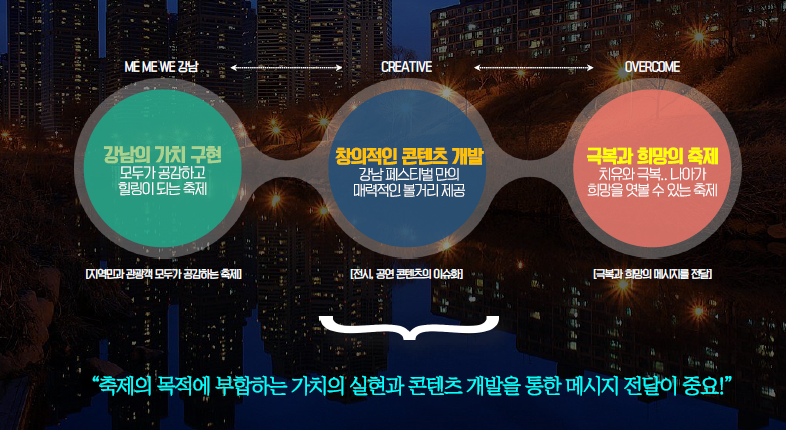 ME ME WE 강남
CREATIVE
OVERCOME
강남의 가치 구현
모두가 공감하고
힐링이 되는 축제
창의적인 콘텐츠 개발
강남 페스티벌 만의
매력적인 볼거리 제공
극복과 희망의 축제
치유와 극복.. 나아가
희망을 엿볼 수 있는 축제
[지역민과 관광객 모두가 공감하는 축제]
[전시, 공연 콘텐츠의 이슈화]
[극복과 희망의 메시지를 전달]
“축제의 목적에 부합하는 가치의 실현과 콘텐츠 개발을 통한 메시지 전달이 중요!”